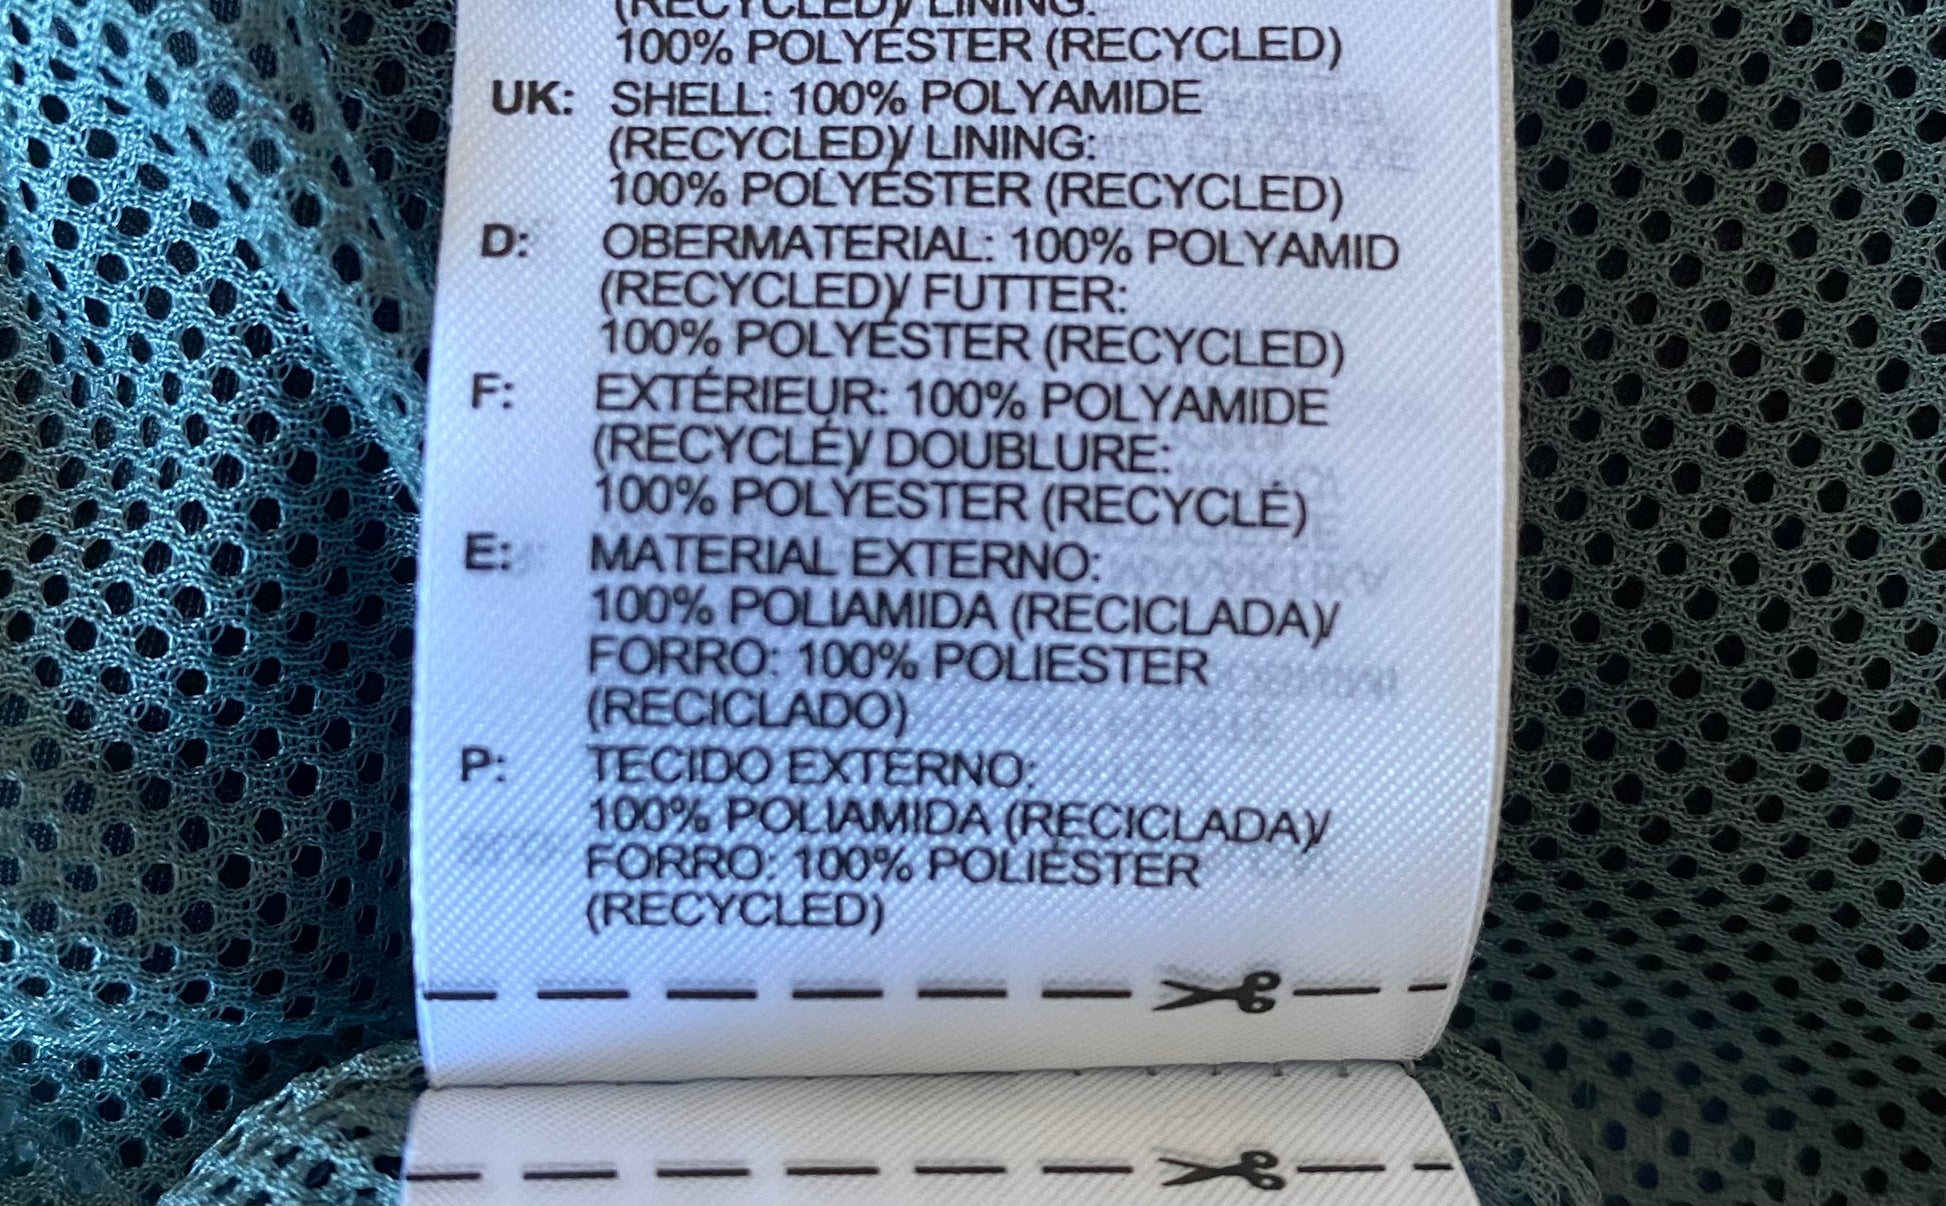 (RECYCLED)/ LINING:
100% POLYESTER (RECYCLED)
UK: SHELL: 100% POLYAMIDE
(RECYCLED)/ LINING:
100% POLYESTER (RECYCLED)
D: OBERMATERIAL: 100% POLYAMID
(RECYCLED)/ FUTTER:
100% POLYESTER (RECYCLED)
F: EXTÉRIEUR: 100% POLYAMIDE
(RECYCLÉ)/ DOUBLURE:
100% POLYESTER (RECYCLÉ)
E: MATERIAL EXTERNO:
100% POLIAMIDA (RECICLADA)/
FORRO: 100% POLIESTER
(RECICLADO)
P: TECIDO EXTERNO:
100% POLIAMIDA (RECICLADA)/
FORRO: 100% POLIÉSTER
(RECYCLED)